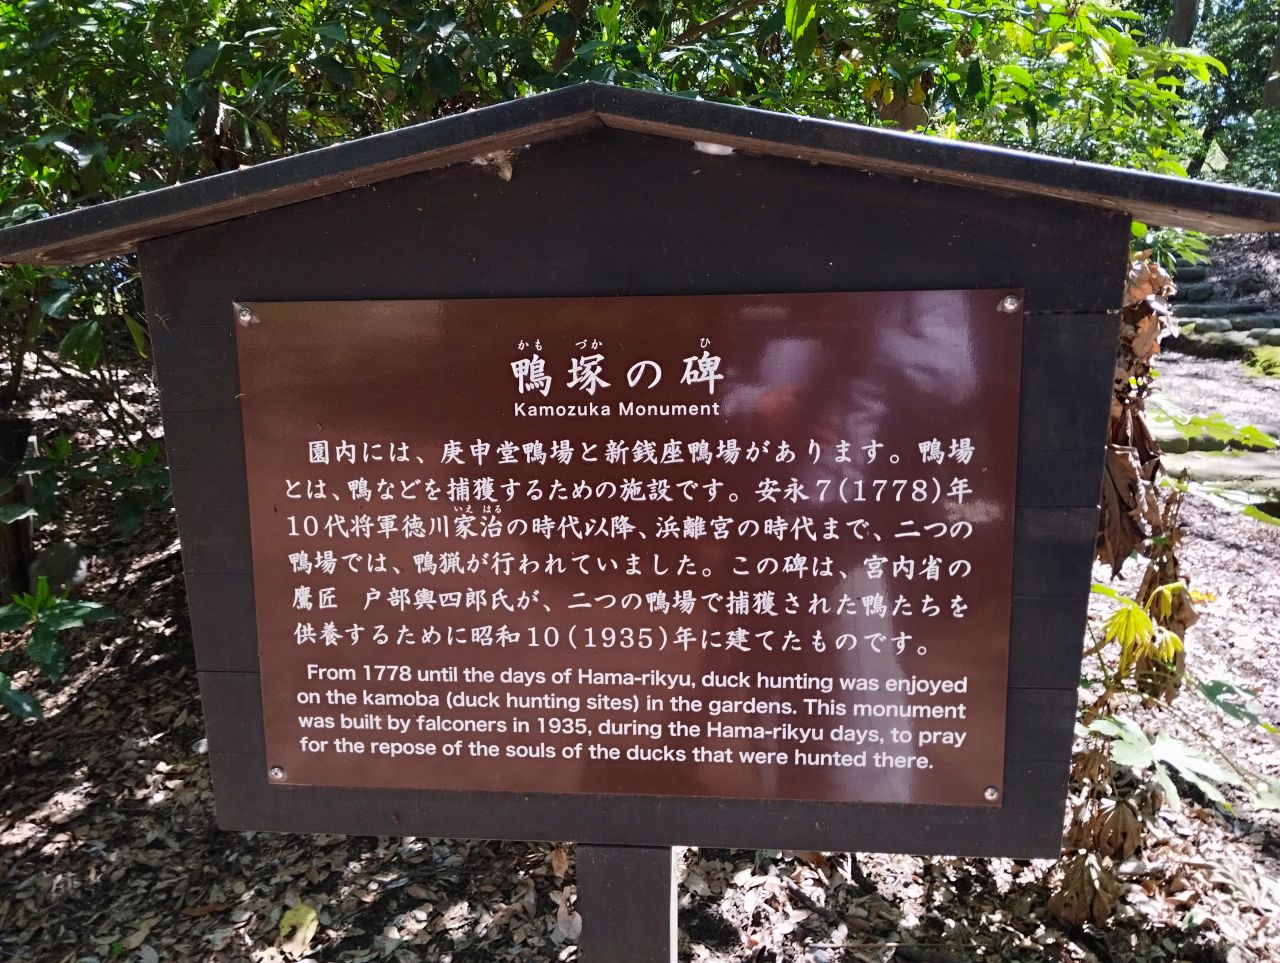 かも づか ひ
鴨塚の碑
Kamozuka Monument
園内には、庚申堂鴨場と新銭座鴨場があります。鴨場
とは、鴨などを捕獲するための施設です。安永7(1778)年
いえ はる
10代将軍徳川家治の時代以降、浜離宮の時代まで、二つの
鴨場では、鴨猟が行われていました。この碑は、宮内省の
鷹匠 戸部與四郎氏が、二つの鴨場で捕獲された鴨たちを
供養するために昭和10(1935)年に建てたものです。
From 1778 until the days of Hama-rikyu, duck hunting was enjoyed
on the kamoba (duck hunting sites) in the gardens. This monument
was built by falconers in 1935, during the Hama-rikyu days, to pray
for the repose of the souls of the ducks that were hunted there.